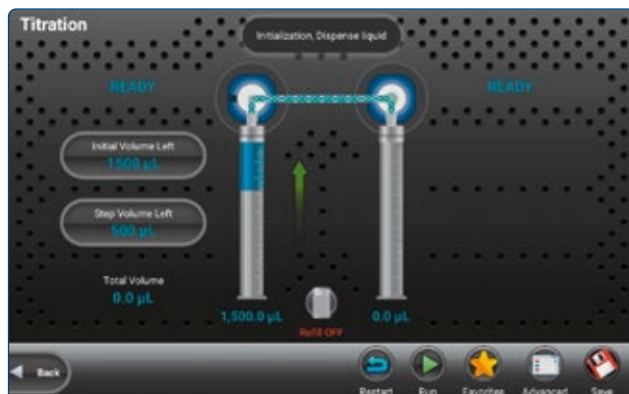 Titration
Initialization, Dispense liquid
READY
READY
Initial Volume Left
1500 µL
Step Volume Left
500 µL
Total Volume
0.0 µL
1,500.0 µL
0.0 µL
Refill OFF
Back
Restart
Run
Favorites
Advanced
Save